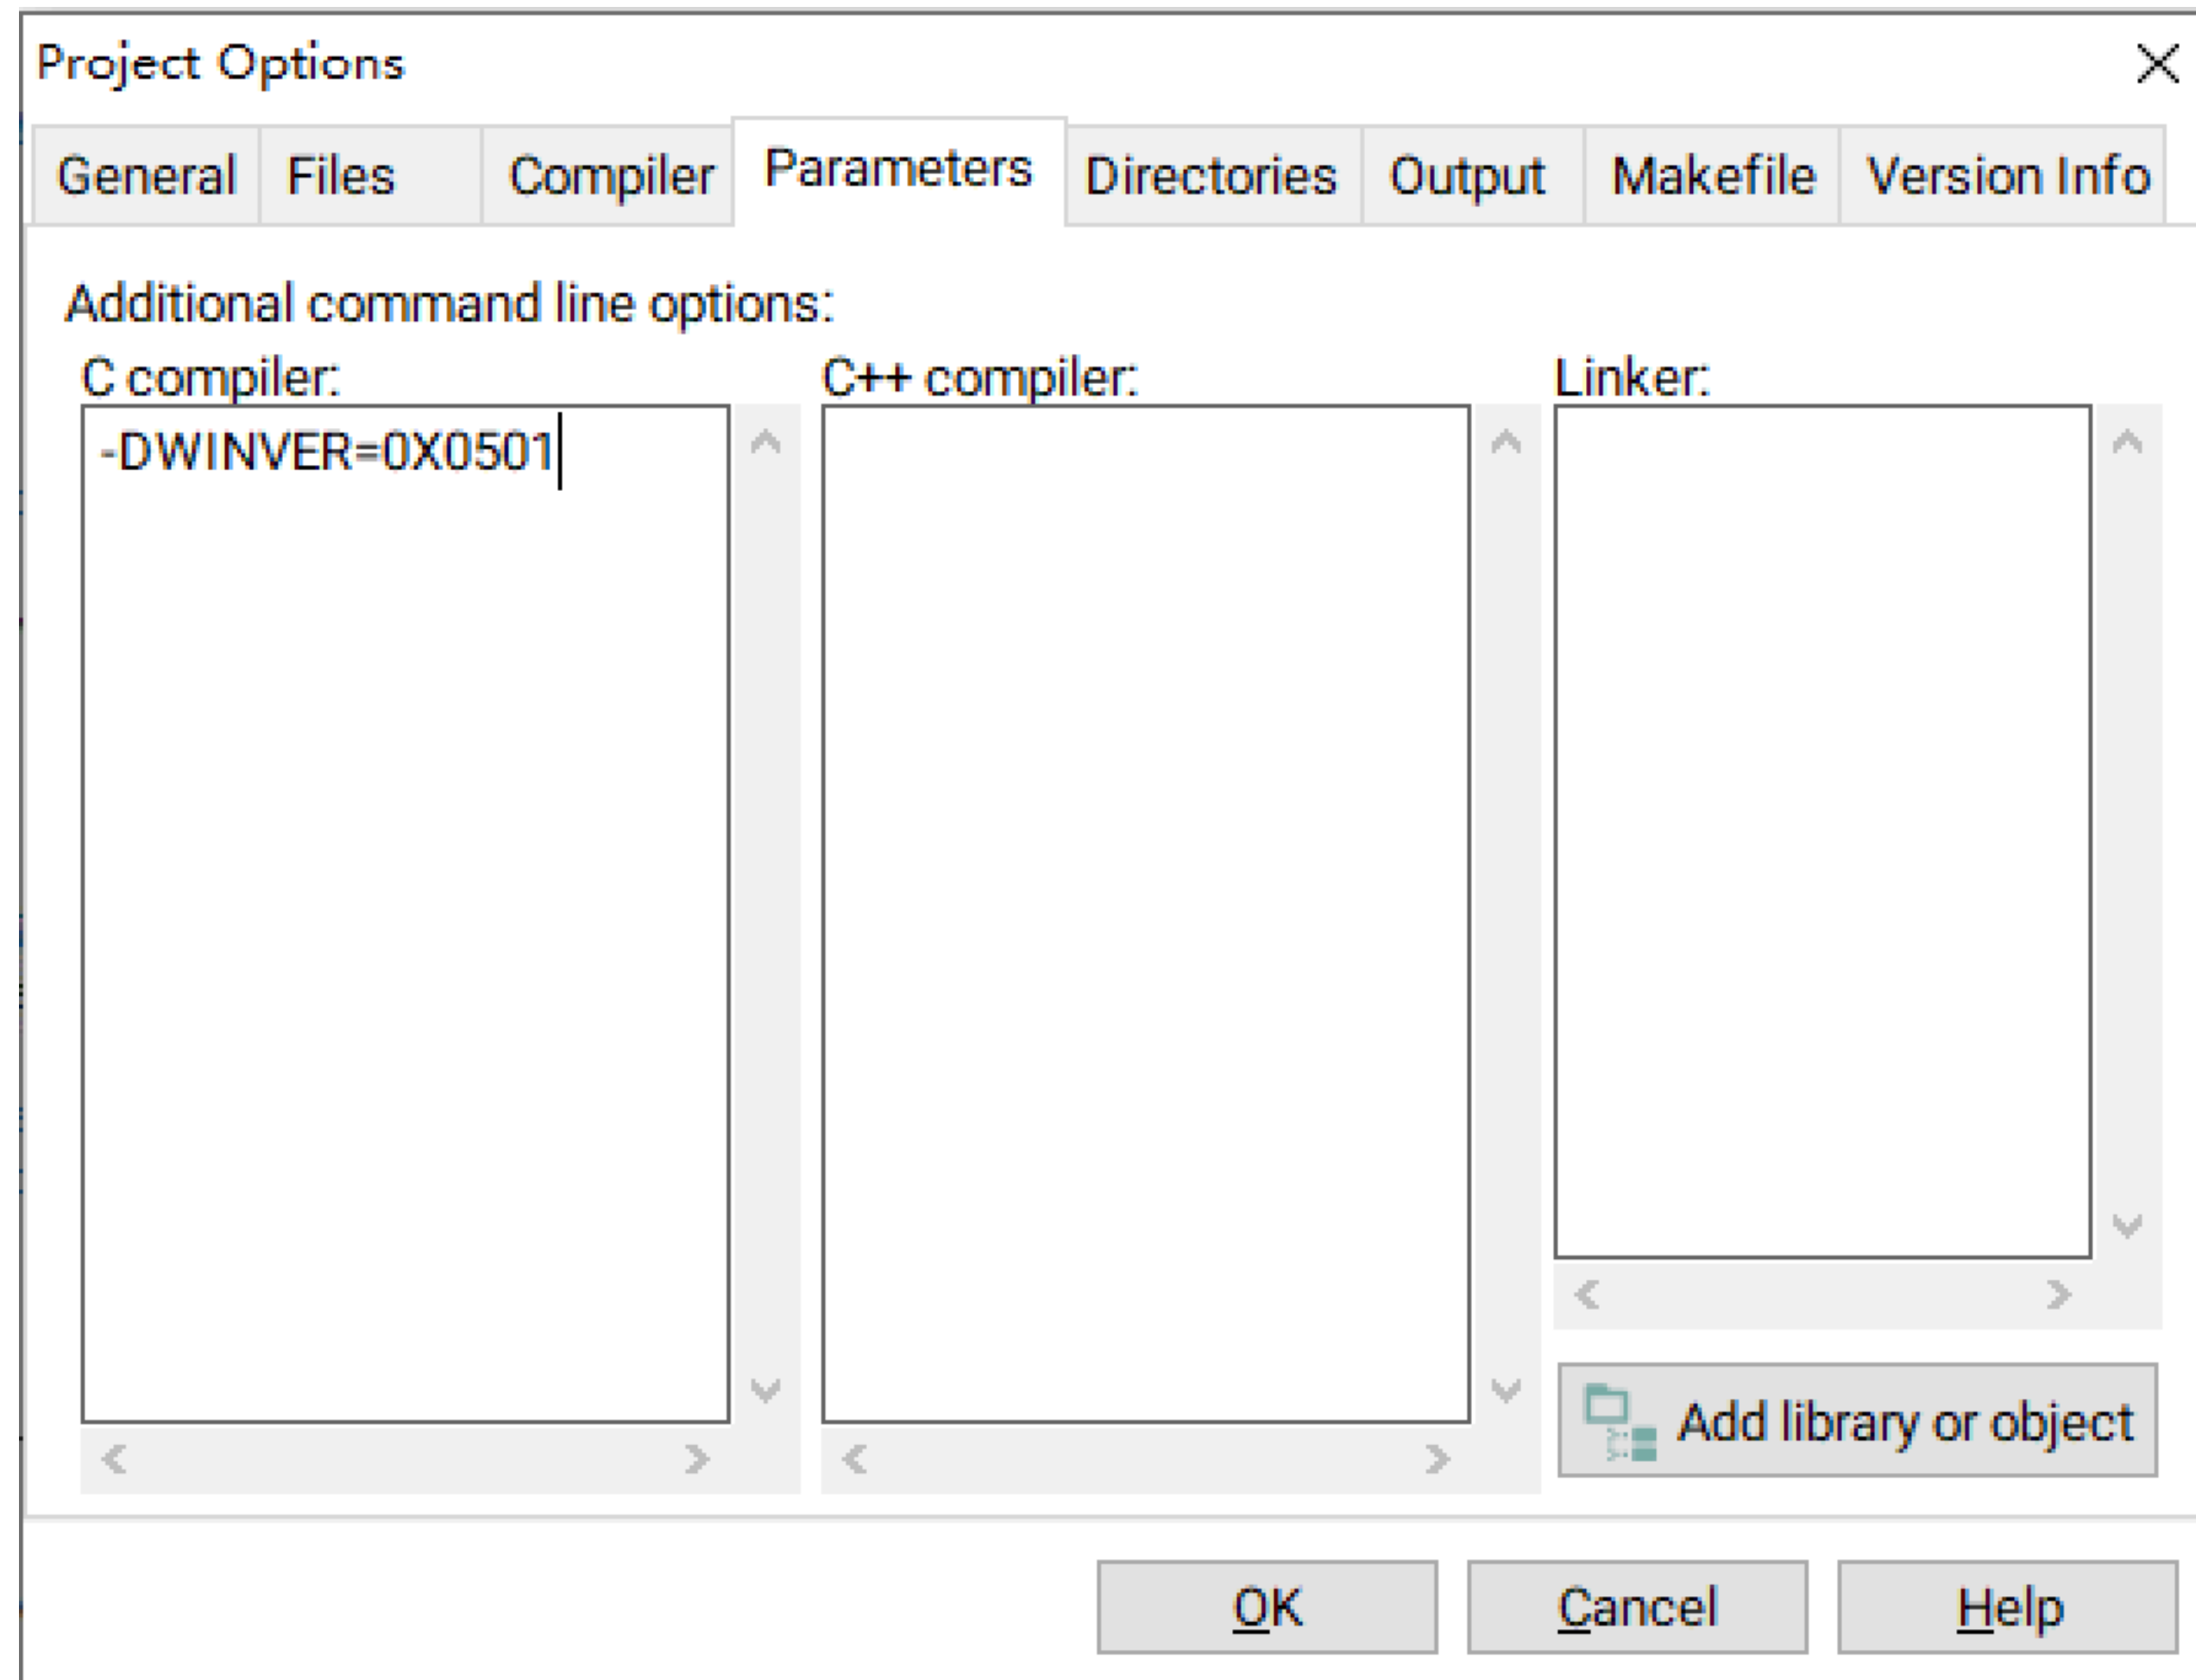 Project Options
General Files Compiler Parameters Directories Output Makefile Version Info
Additional command line options:
C compiler: C++ compiler: Linker:
-DWINVER=0X0501
Add library or object
OK Cancel Help